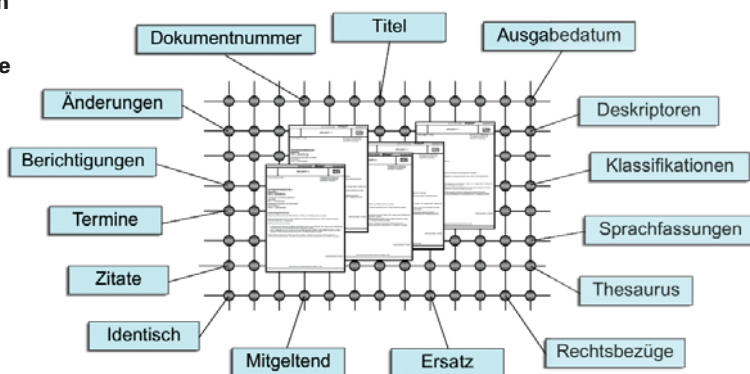 n
e
Dokumentnummer
Titel
Ausgabedatum
Änderungen
Deskriptoren
Berichtigungen
Klassifikationen
Termine
Sprachfassungen
Zitate
Thesaurus
Identisch
Mitgeltend
Ersatz
Rechtsbezüge